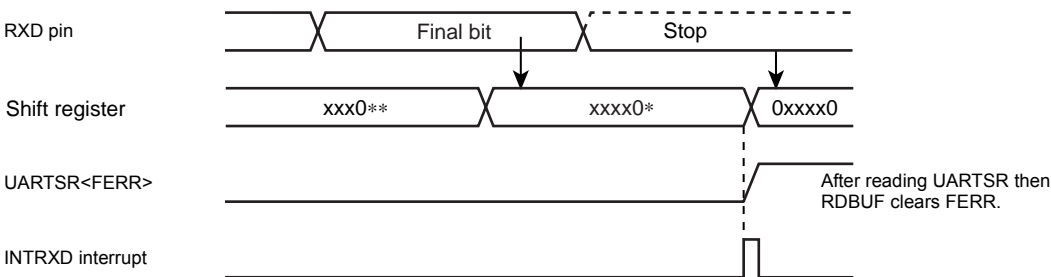 RXD pin
Final bit
Stop
Shift register
xxx0**
xxxx0*
0xxxx0
UARTSR<FERR>
After reading UARTSR then
RDBUF clears FERR.
INTRXD interrupt